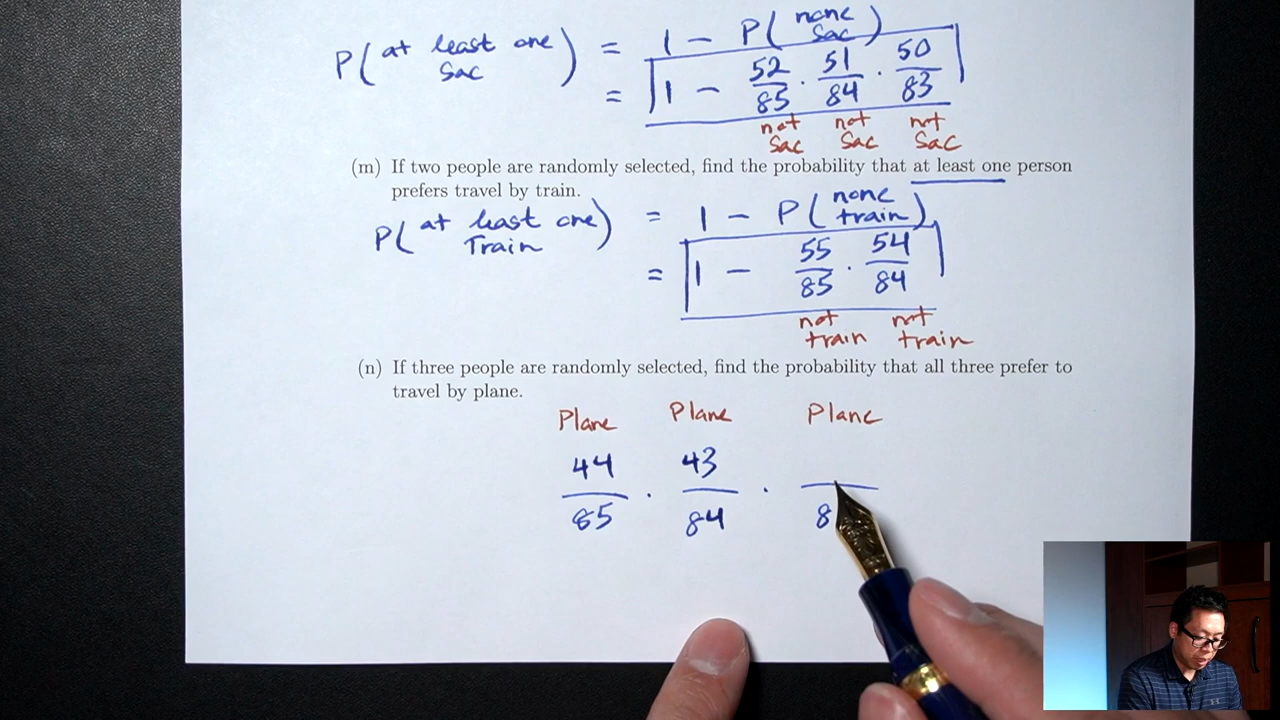 P( at least one Sac ) = 1 - P( none Sac )
= 1 - 52/85 · 51/84 · 50/83
not Sac not Sac not Sac
(m) If two people are randomly selected, find the probability that at least one person
prefers travel by train.
P( at least one Train ) = 1 - P( none train )
= 1 - 55/85 · 54/84
not train not train
(n) If three people are randomly selected, find the probability that all three prefer to
travel by plane.
Plane Plane Plane
44/85 · 43/84 · /8